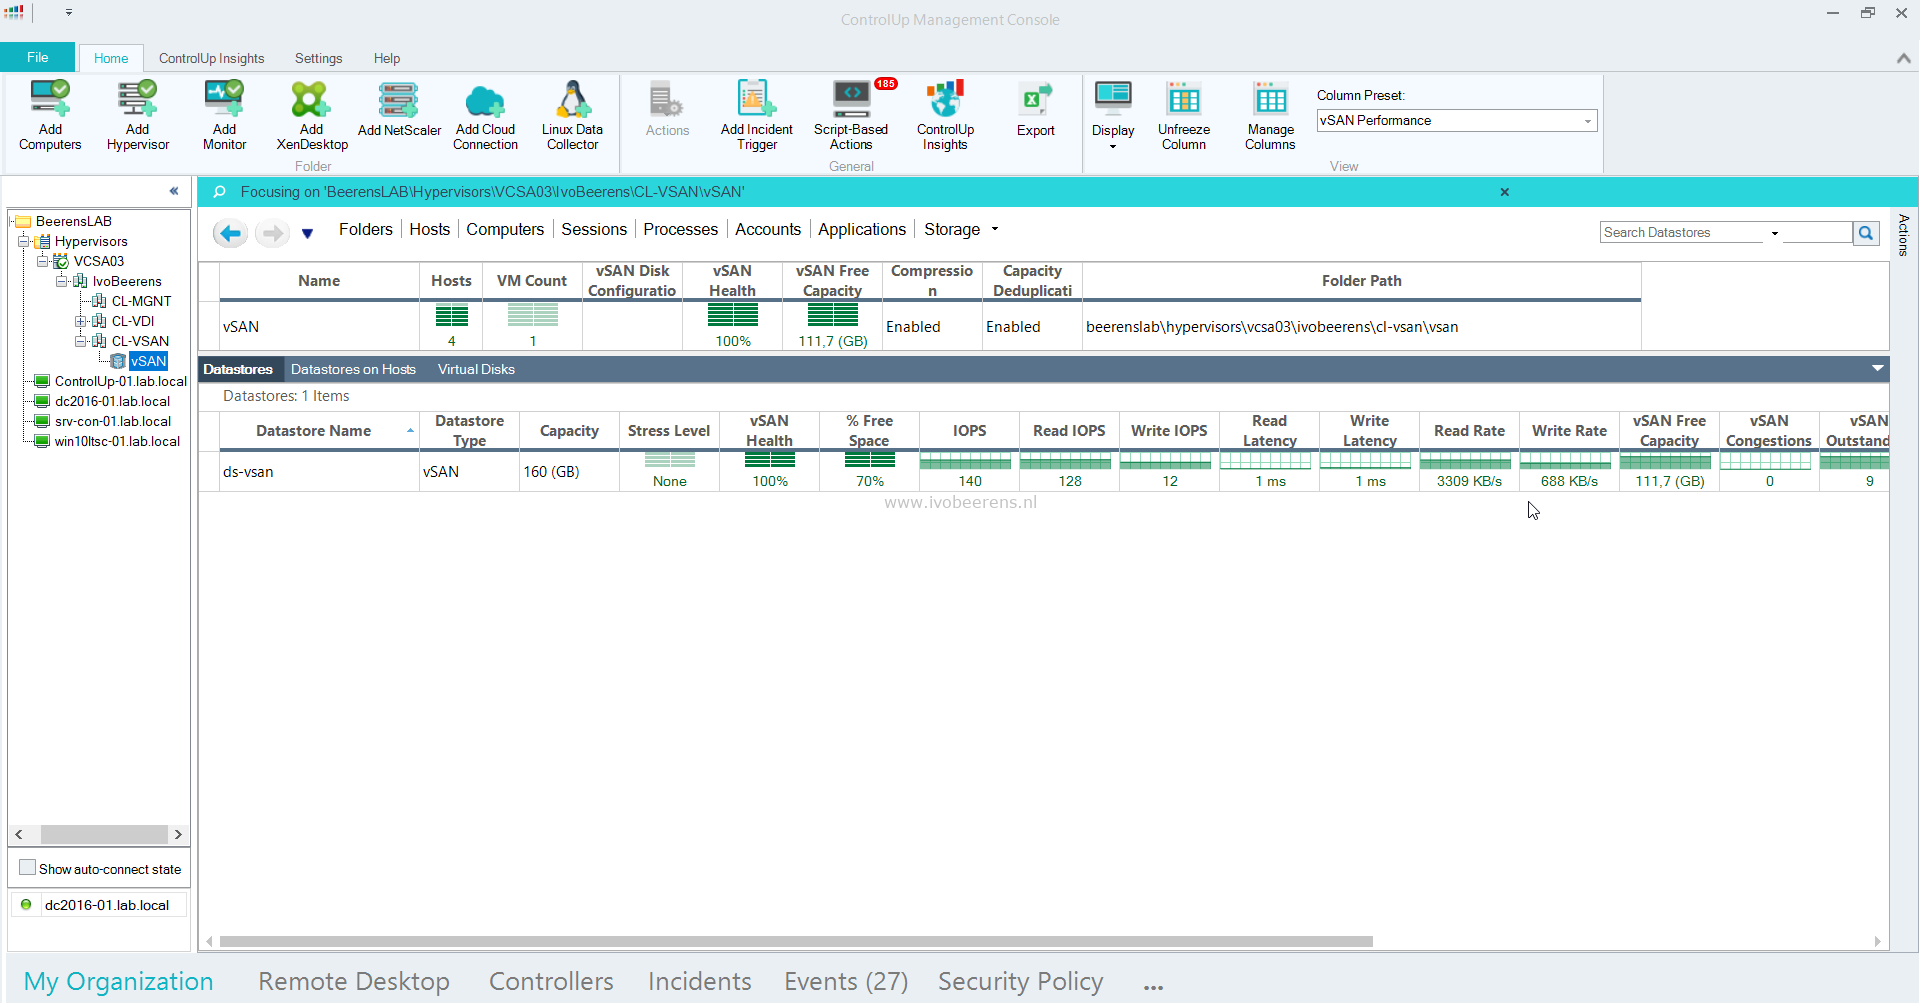 ControlUp Management Console
File
Home
ControlUp Insights
Settings
Help
Add Computers
Add Hypervisor
Add Monitor
Add XenDesktop
Add NetScaler
Add Cloud Connection
Linux Data Collector
Folder
Actions
Add Incident Trigger
185
Script-Based Actions
ControlUp Insights
Export
General
Display
Unfreeze Column
Manage Columns
Column Preset:
vSAN Performance
View
«
Focusing on 'BeerensLAB\Hypervisors\VCSA03\IvoBeerens\CL-VSAN\vSAN'
BeerensLAB
Hypervisors
VCSA03
IvoBeerens
CL-MGNT
CL-VDI
CL-VSAN
vSAN
ControlUp-01.lab.local
dc2016-01.lab.local
srv-con-01.lab.local
win10ltsc-01.lab.local
Show auto-connect state
dc2016-01.lab.local
Folders
Hosts
Computers
Sessions
Processes
Accounts
Applications
Storage
Search Datastores
Actions
Name
Hosts
VM Count
vSAN Disk Configuratio
vSAN Health
vSAN Free Capacity
Compressio n
Capacity Deduplicati
Folder Path
vSAN
4
1
100%
111,7 (GB)
Enabled
Enabled
beerenslab\hypervisors\vcsa03\ivobeerens\cl-vsan\vsan
Datastores
Datastores on Hosts
Virtual Disks
Datastores: 1 Items
Datastore Name
Datastore Type
Capacity
Stress Level
vSAN Health
% Free Space
IOPS
Read IOPS
Write IOPS
Read Latency
Write Latency
Read Rate
Write Rate
vSAN Free Capacity
vSAN Congestions
vSAN Outstand
ds-vsan
vSAN
160 (GB)
None
100%
70%
140
128
12
1 ms
1 ms
3309 KB/s
688 KB/s
111,7 (GB)
0
9
www.ivobeerens.nl
My Organization
Remote Desktop
Controllers
Incidents
Events (27)
Security Policy
...